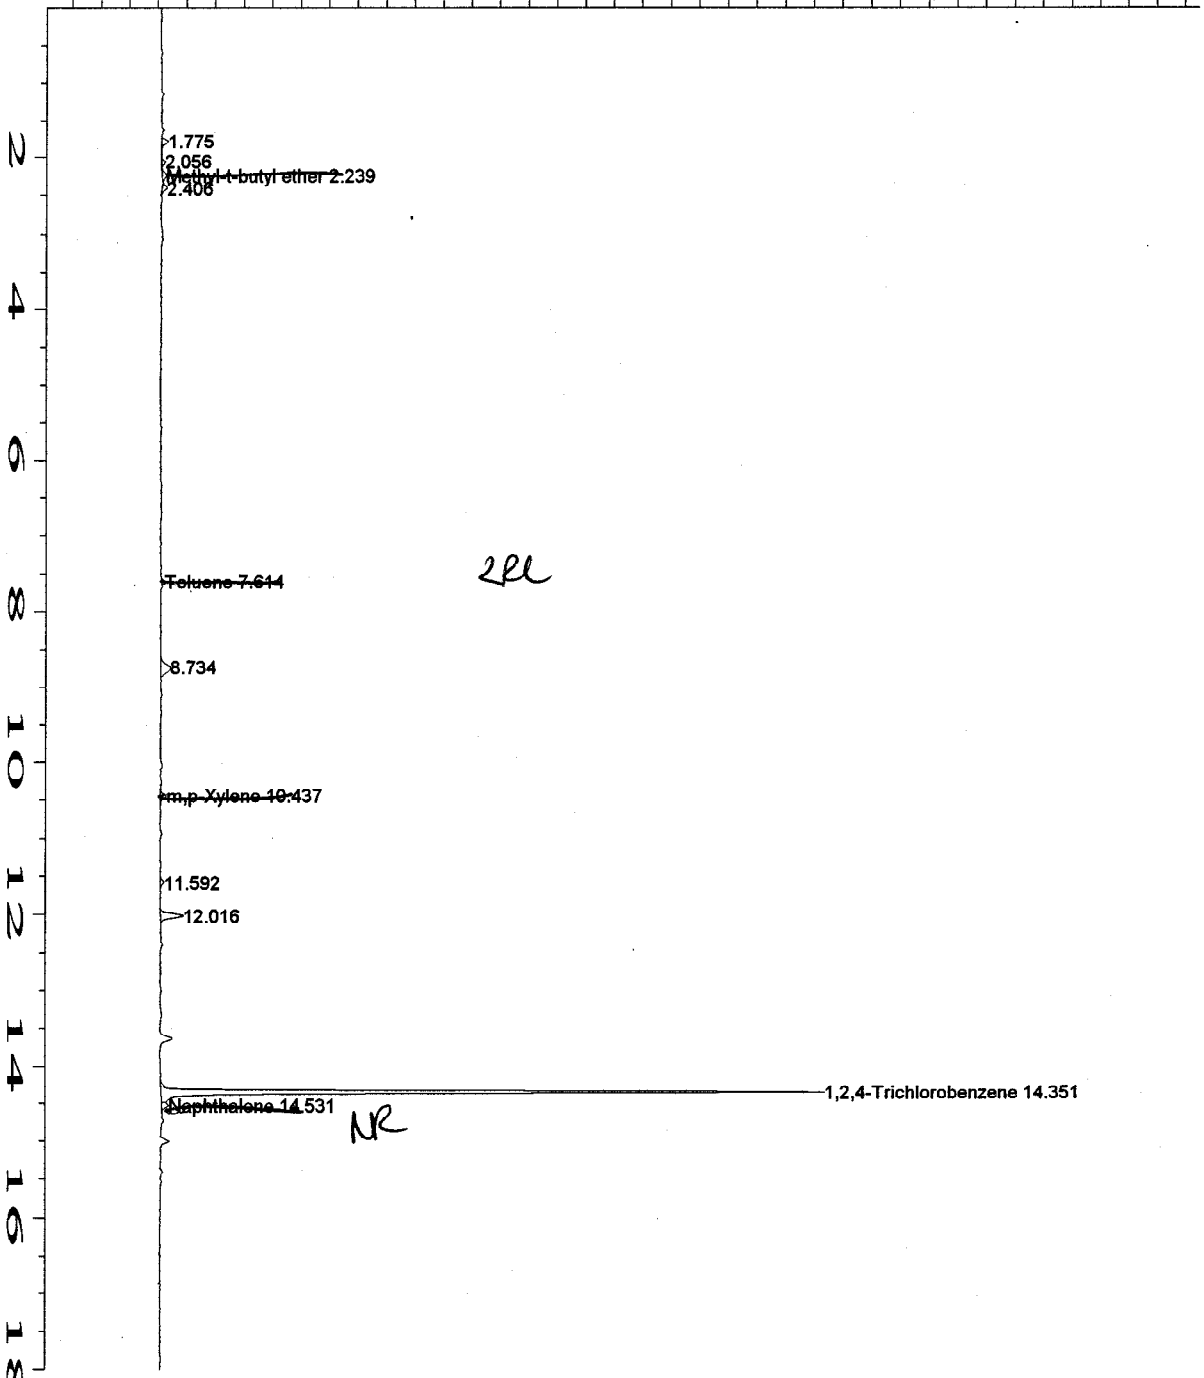 2
1.775
2.056
Methyl-t-butyl ether 2.239
2.406
4
6
Toluene 7.614
8
8.734
10
m,p-Xylene 10.437
11.592
12
12.016
14
1,2,4-Trichlorobenzene 14.351
Naphthalene 14.531
NR
16
18